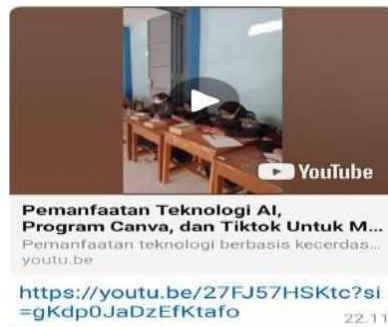 YouTube
Pemanfaatan Teknologi AI,
Program Canva, dan Tiktok Untuk M...
Pemanfaatan teknologi berbasis kecerdas...
youtu.be
https://youtu.be/27FJ57HSKtc?si
=gKdp0JaDzEfKtafo
22.11